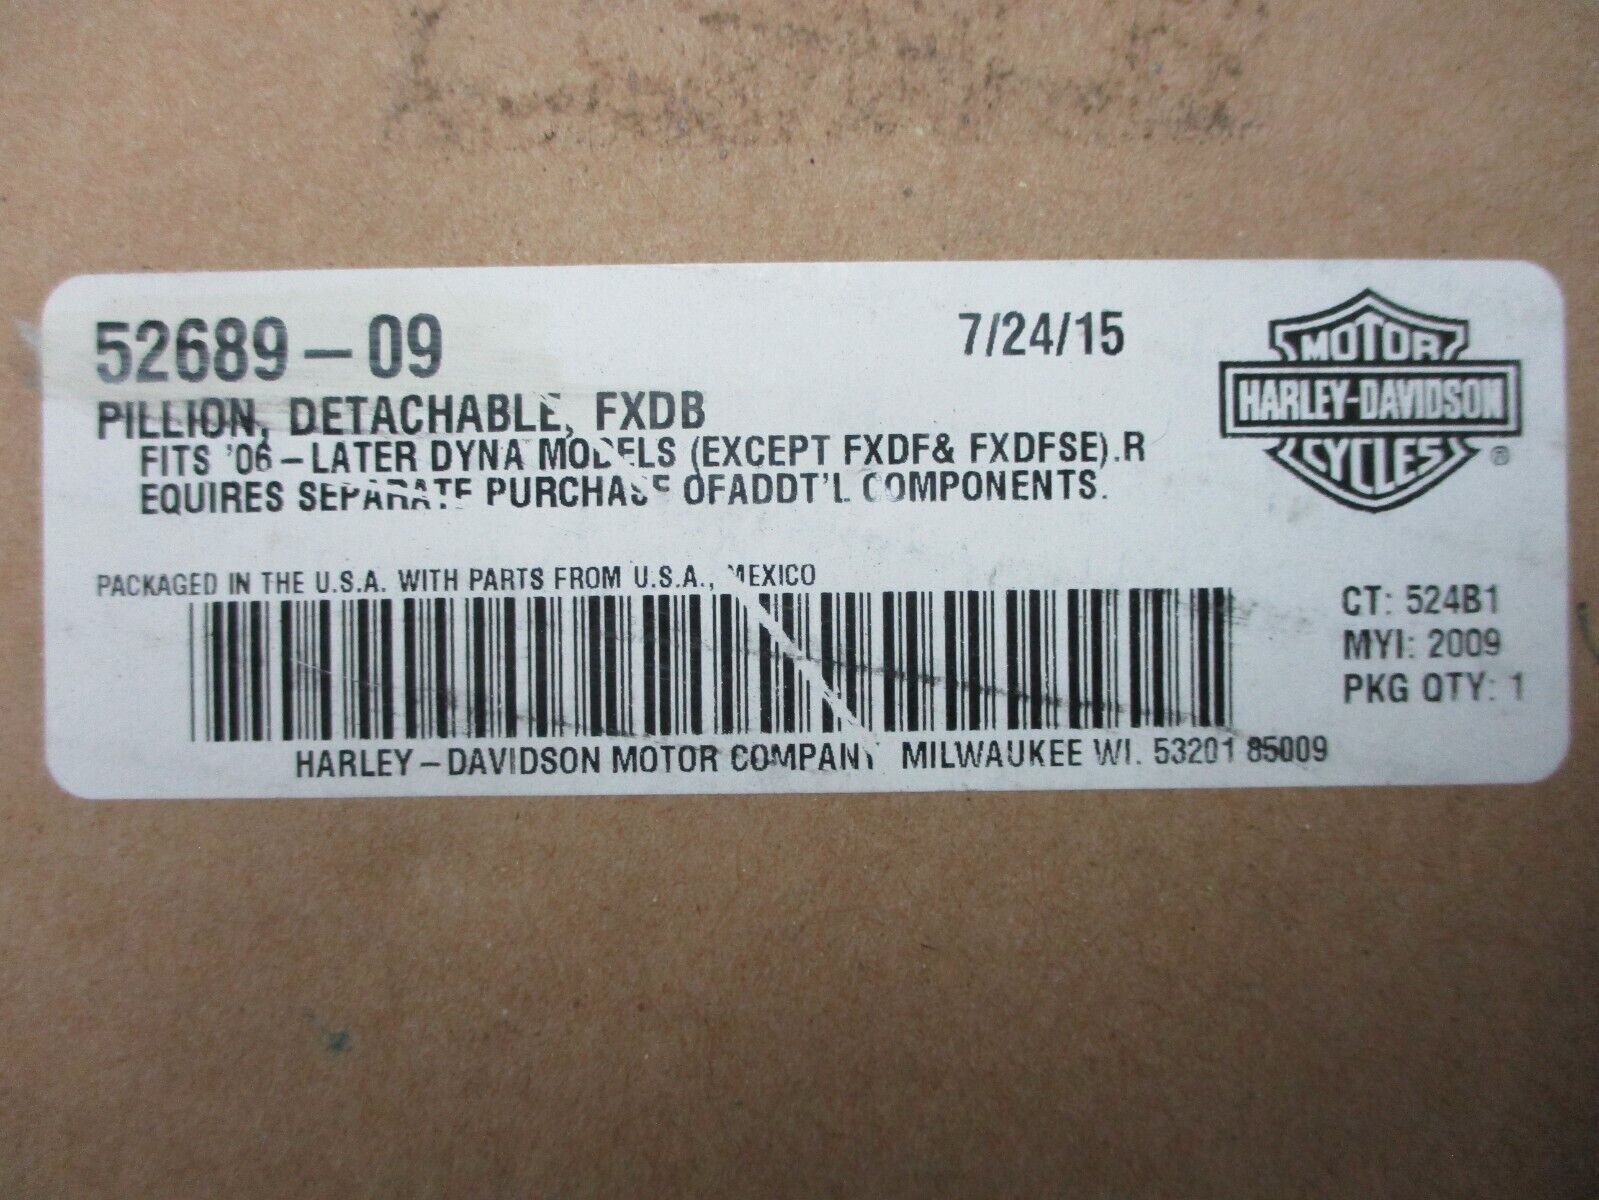 52689-09
7/24/15
PILLION, DETACHABLE, FXDB
FITS '06-LATER DYNA MODELS (EXCEPT FXDF& FXDFSE).R
EQUIRES SEPARATE PURCHASE OFADDT'L COMPONENTS.
MOTOR
HARLEY-DAVIDSON
CYCLES
®
PACKAGED IN THE U.S.A. WITH PARTS FROM U.S.A., MEXICO
CT: 524B1
MYI: 2009
PKG QTY: 1
HARLEY-DAVIDSON MOTOR COMPANY MILWAUKEE WI. 53201 85009